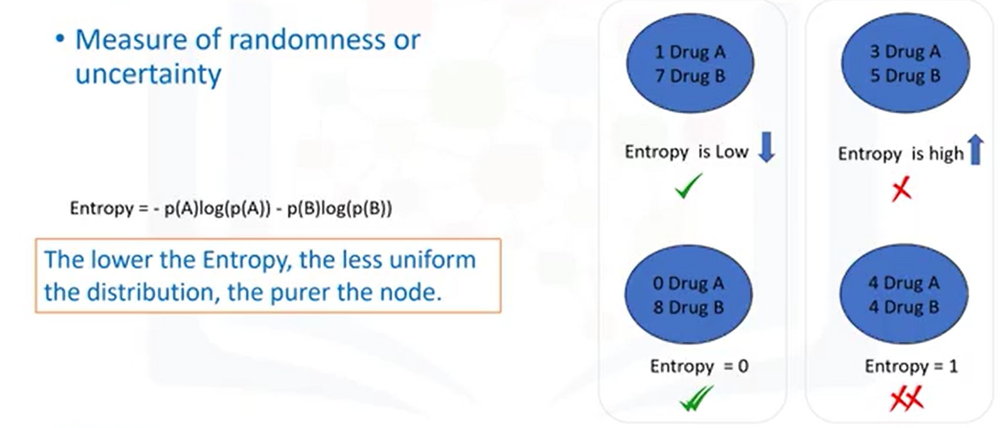 • Measure of randomness or
uncertainty
Entropy = - p(A)log(p(A)) - p(B)log(p(B))
The lower the Entropy, the less uniform
the distribution, the purer the node.
1 Drug A
7 Drug B
Entropy is Low
0 Drug A
8 Drug B
Entropy = 0
3 Drug A
5 Drug B
Entropy is high
4 Drug A
4 Drug B
Entropy = 1